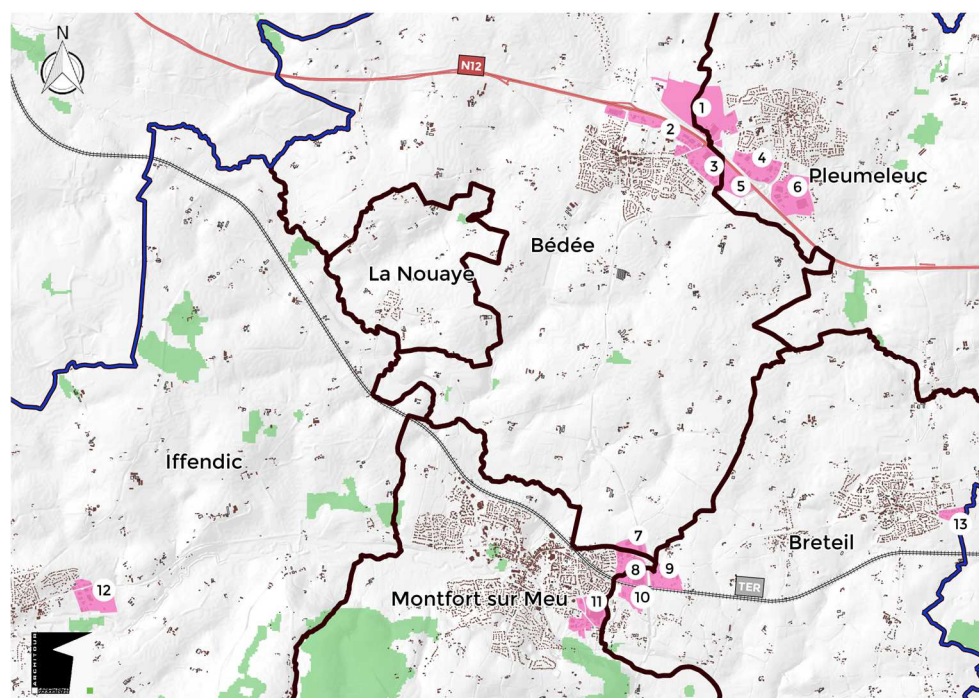 N
N12
1
2
3
4
5
6
Pleumeleuc
Bédée
La Nouaye
Iffendic
7
8
9
10
11
Montfort sur Meu
TER
Breteil
13
12
ARCHITOUR